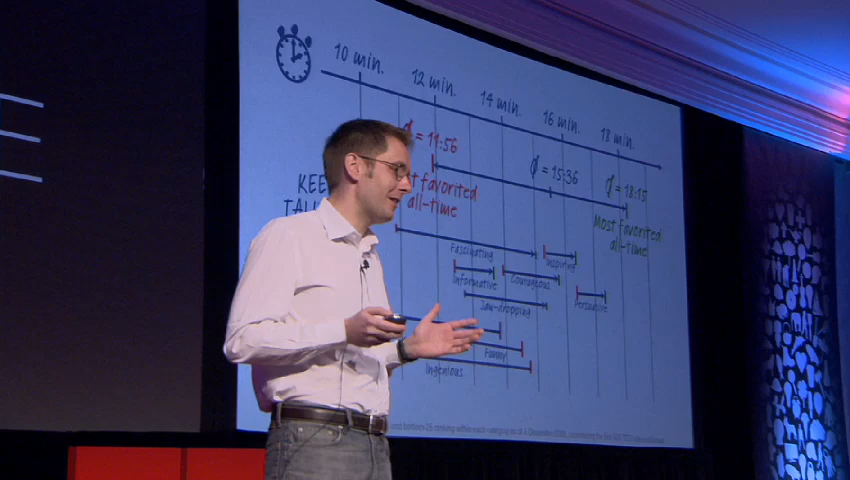 10 min.
12 min.
14 min.
16 min.
18 min.
Ø = 11:56
Ø = 15:36
Ø = 18:15
KEE
TAL
favorited
all-time
Most favorited
all-time
Fascinating
Inspiring
Informative
Courageous
Persuasive
Jaw-dropping
Funny
Ingenious